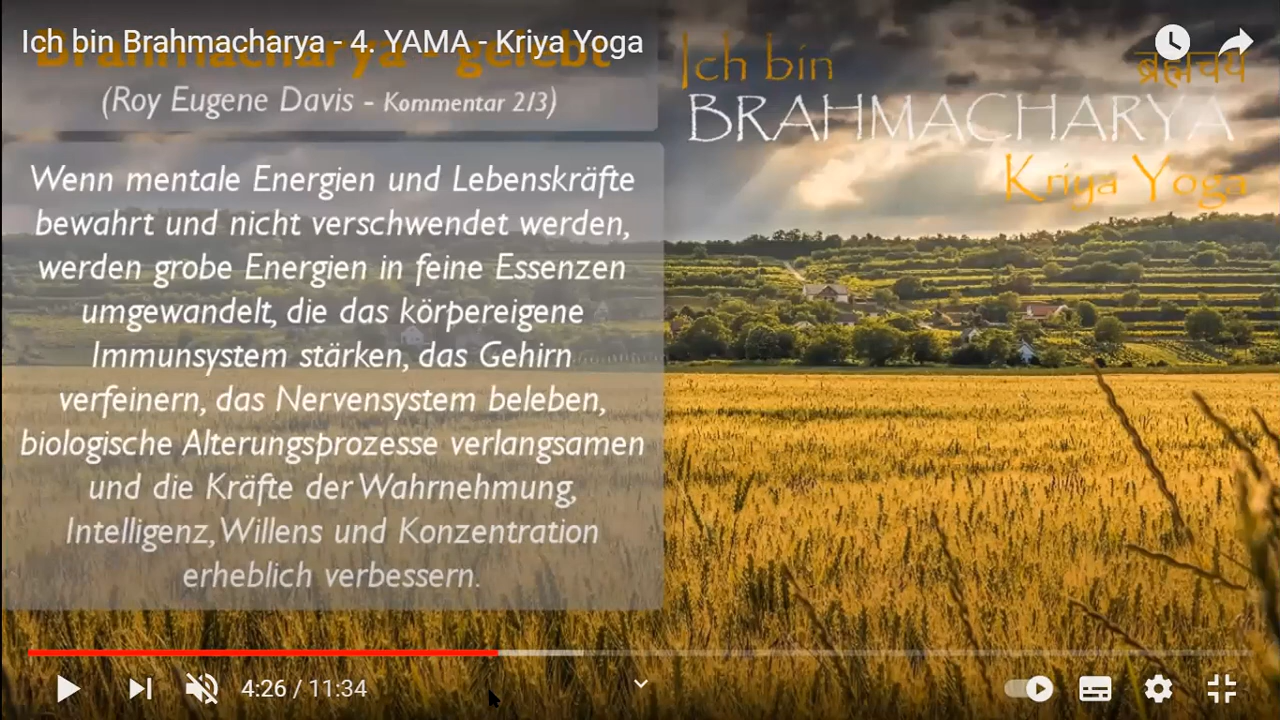 Ich bin Brahmacharya - 4. YAMA - Kriya Yoga
Brahmacharya - gelebt
(Roy Eugene Davis - Kommentar 2/3)
Wenn mentale Energien und Lebenskräfte
bewahrt und nicht verschwendet werden,
werden grobe Energien in feine Essenzen
umgewandelt, die das körpereigene
Immunsystem stärken, das Gehirn
verfeinern, das Nervensystem beleben,
biologische Alterungsprozesse verlangsamen
und die Kräfte der Wahrnehmung,
Intelligenz, Willens und Konzentration
erheblich verbessern.
Ich bin
ब्रह्मचर्य
BRAHMACHARYA
Kriya Yoga
4:26 / 11:34